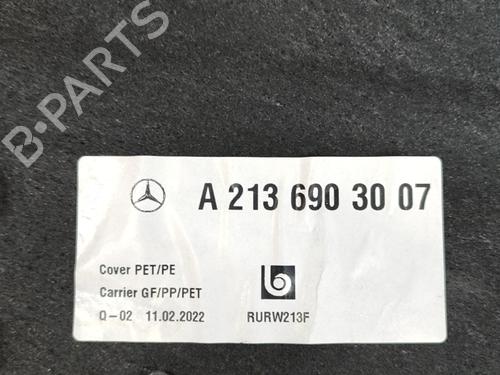 B-PARTS
A 213 690 30 07
Cover PET/PE
Carrier GF/PP/PET
Q-02 11.02.2022
RURW213F